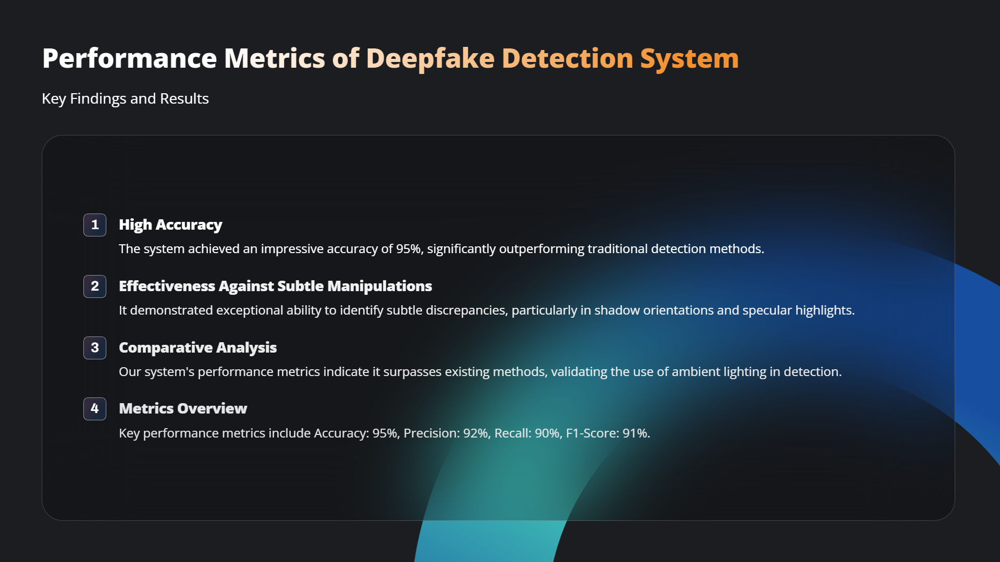 Performance Metrics of Deepfake Detection System
Key Findings and Results
1 High Accuracy
The system achieved an impressive accuracy of 95%, significantly outperforming traditional detection methods.
2 Effectiveness Against Subtle Manipulations
It demonstrated exceptional ability to identify subtle discrepancies, particularly in shadow orientations and specular highlights.
3 Comparative Analysis
Our system's performance metrics indicate it surpasses existing methods, validating the use of ambient lighting in detection.
4 Metrics Overview
Key performance metrics include Accuracy: 95%, Precision: 92%, Recall: 90%, F1-Score: 91%.